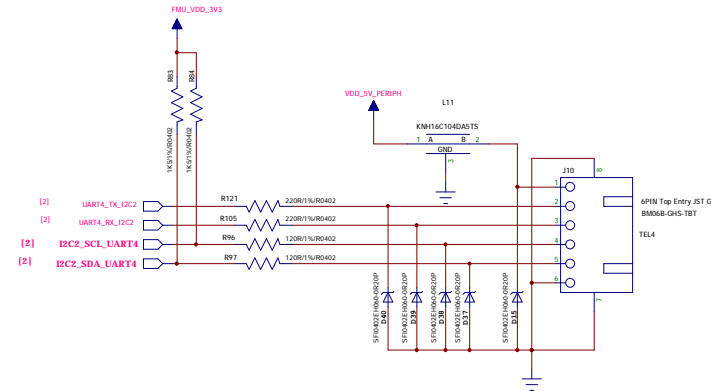 FMU_VDD_3V3
R83
R84
1K5/1%/R0402
1K5/1%/R0402
VDD_5V_PERIPH
L11
KNH16C104DA5TS
1 A B 2
GND
3
J10
8
1
2
3
4
5
6
7
6PIN Top Entry JST G
BM06B-GHS-TBT
TEL4
[2] UART4_TX_I2C2 R121 220R/1%/R0402
[2] UART4_RX_I2C2 R105 220R/1%/R0402
[2] I2C2_SCL_UART4 R96 120R/1%/R0402
[2] I2C2_SDA_UART4 R97 120R/1%/R0402
SFI0402EH060-0R20P
D40
SFI0402EH060-0R20P
D39
SFI0402EH060-0R20P
D38
SFI0402EH060-0R20P
D37
SFI0402EH060-0R20P
D15